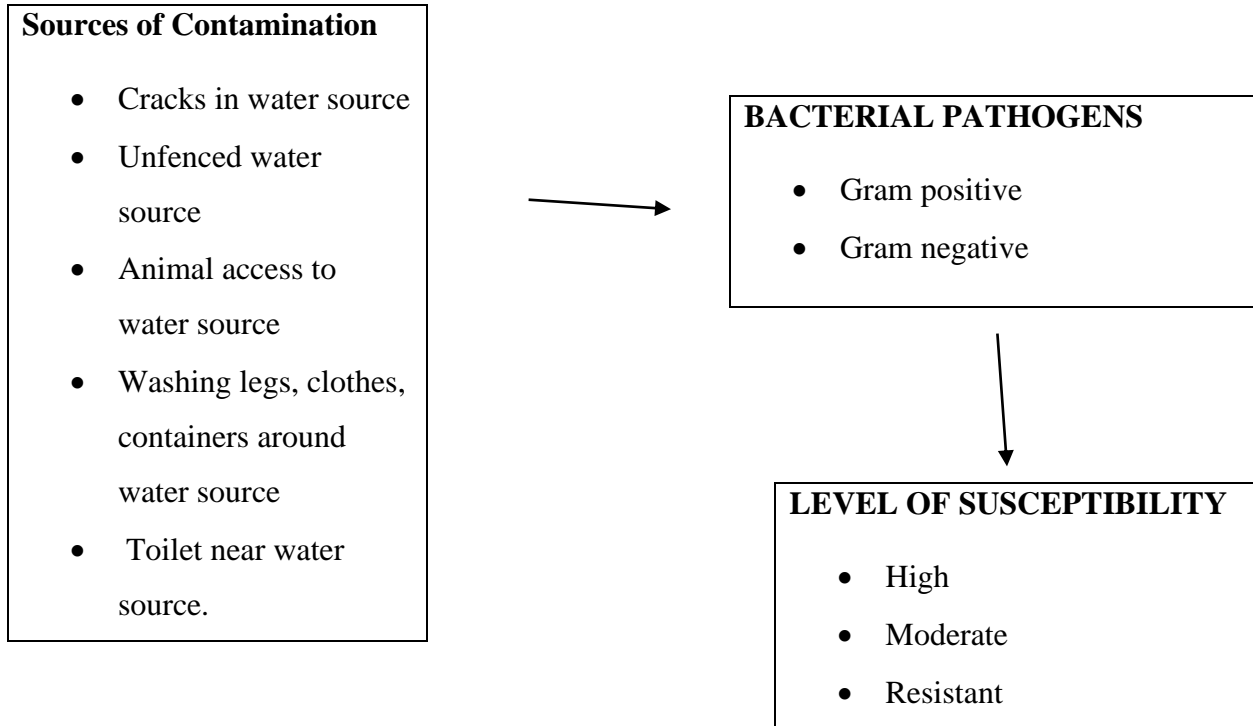 Sources of Contamination
• Cracks in water source
• Unfenced water
source
• Animal access to
water source
• Washing legs, clothes,
containers around
water source
• Toilet near water
source.
BACTERIAL PATHOGENS
• Gram positive
• Gram negative
LEVEL OF SUSCEPTIBILITY
• High
• Moderate
• Resistant